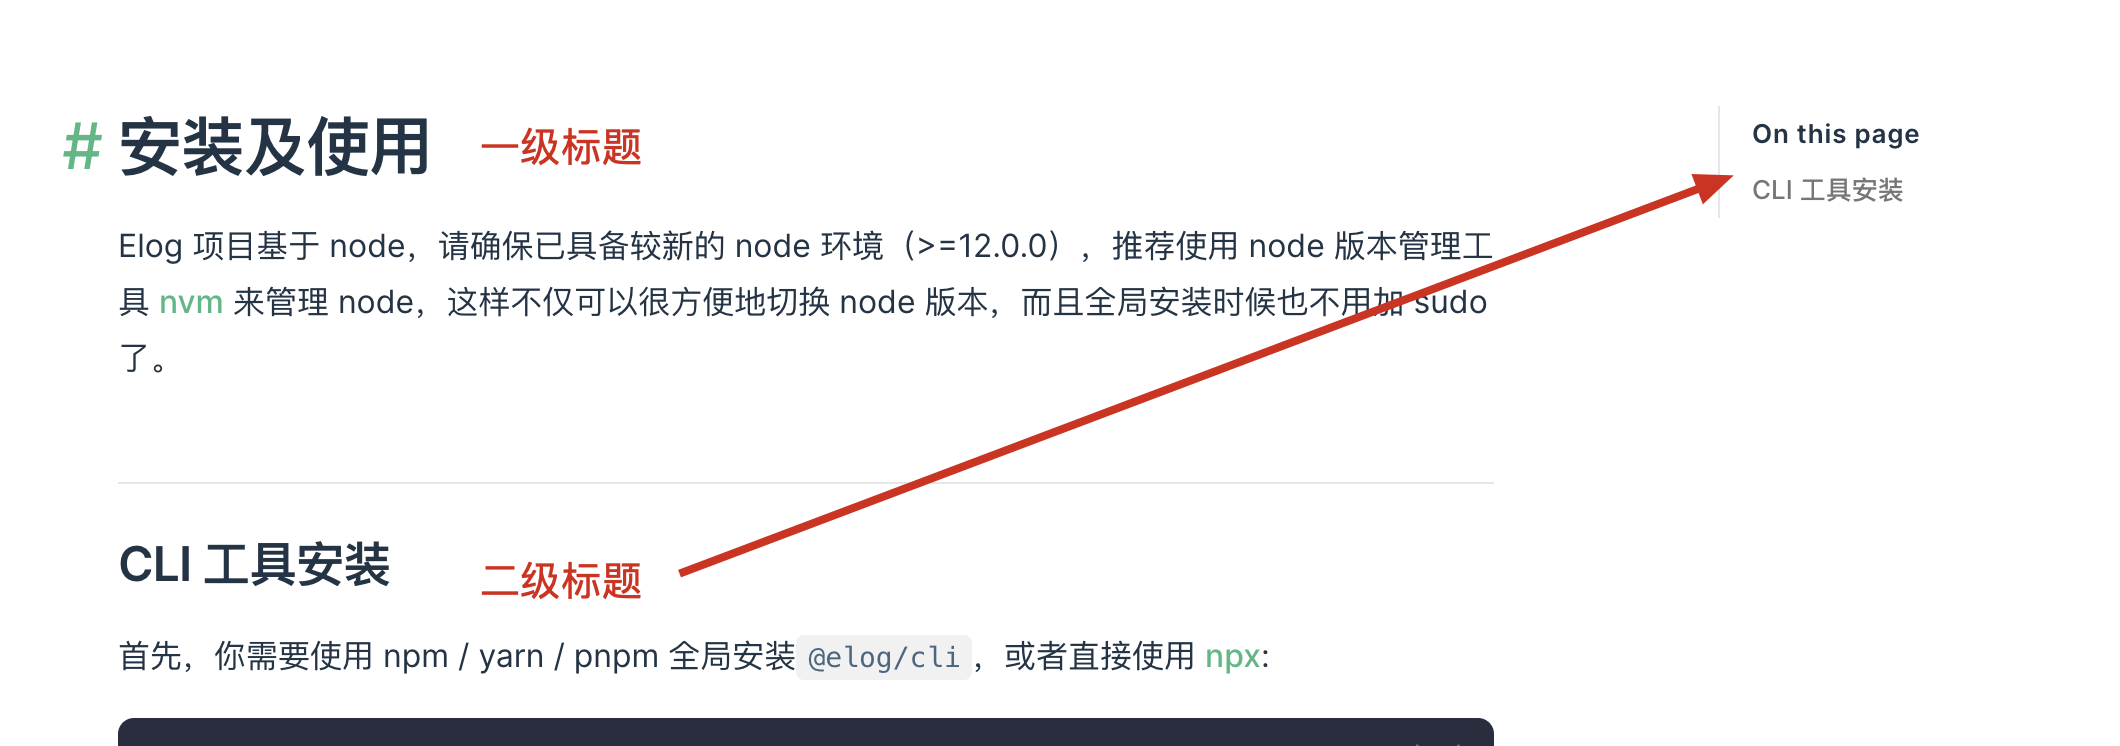 # 安装及使用
一级标题
On this page
CLI 工具安装
Elog 项目基于 node，请确保已具备较新的 node 环境（>=12.0.0），推荐使用 node 版本管理工
具 nvm 来管理 node，这样不仅可以很方便地切换 node 版本，而且全局安装时候也不用加 sudo
了。
CLI 工具安装
二级标题
首先，你需要使用 npm / yarn / pnpm 全局安装 @elog/cli ，或者直接使用 npx: